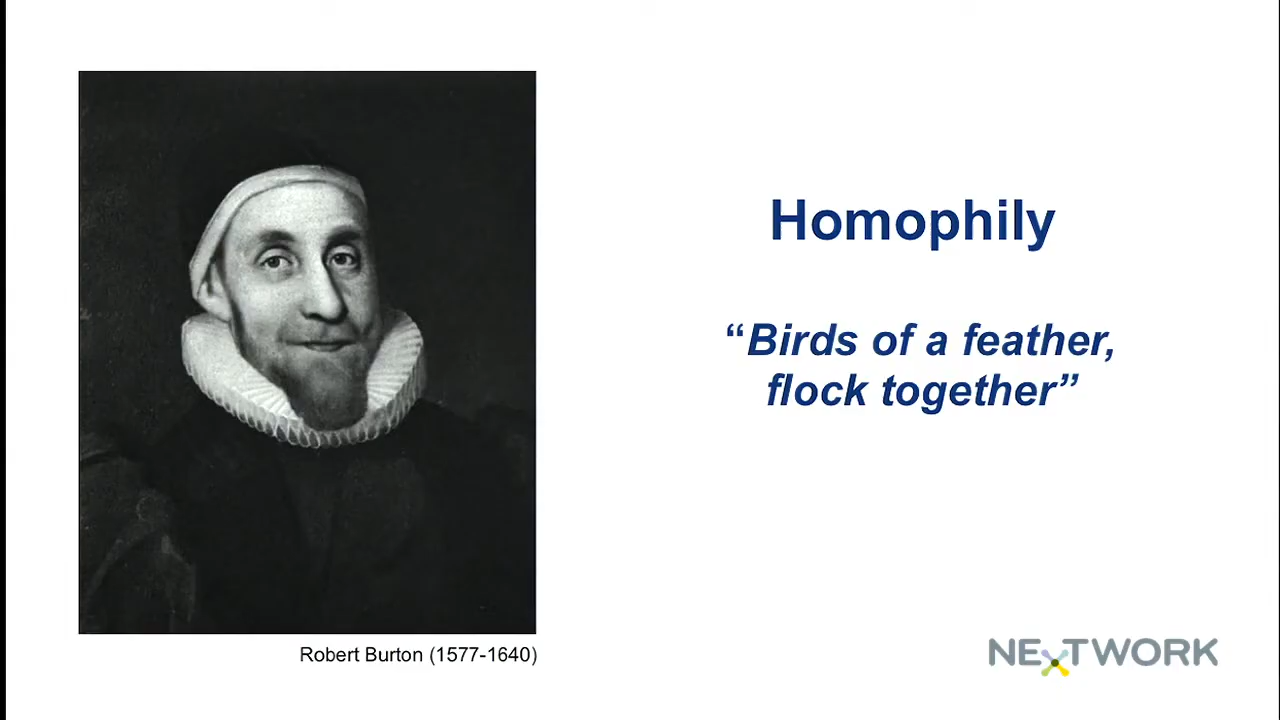 Homophily
“Birds of a feather,
flock together”
Robert Burton (1577-1640)
NEXTWORK